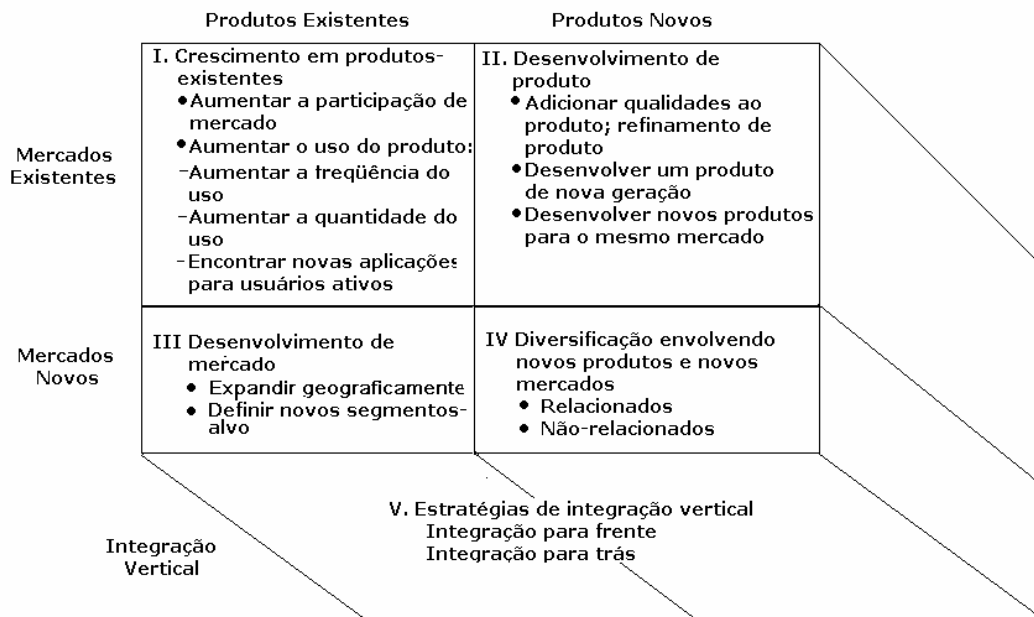 Produtos Existentes
Produtos Novos
I. Crescimento em produtos-
existentes
•Aumentar a participação de
mercado
•Aumentar o uso do produto:
-Aumentar a freqüência do
uso
-Aumentar a quantidade do
uso
-Encontrar novas aplicações
para usuários ativos
II. Desenvolvimento de
produto
•Adicionar qualidades ao
produto; refinamento de
produto
•Desenvolver um produto
de nova geração
•Desenvolver novos produtos
para o mesmo mercado
Mercados
Existentes
Mercados
Novos
III Desenvolvimento de
mercado
• Expandir geograficamente
• Definir novos segmentos-
alvo
IV Diversificação envolvendo
novos produtos e novos
mercados
• Relacionados
• Não-relacionados
V. Estratégias de integração vertical
Integração para frente
Integração para trás
Integração
Vertical